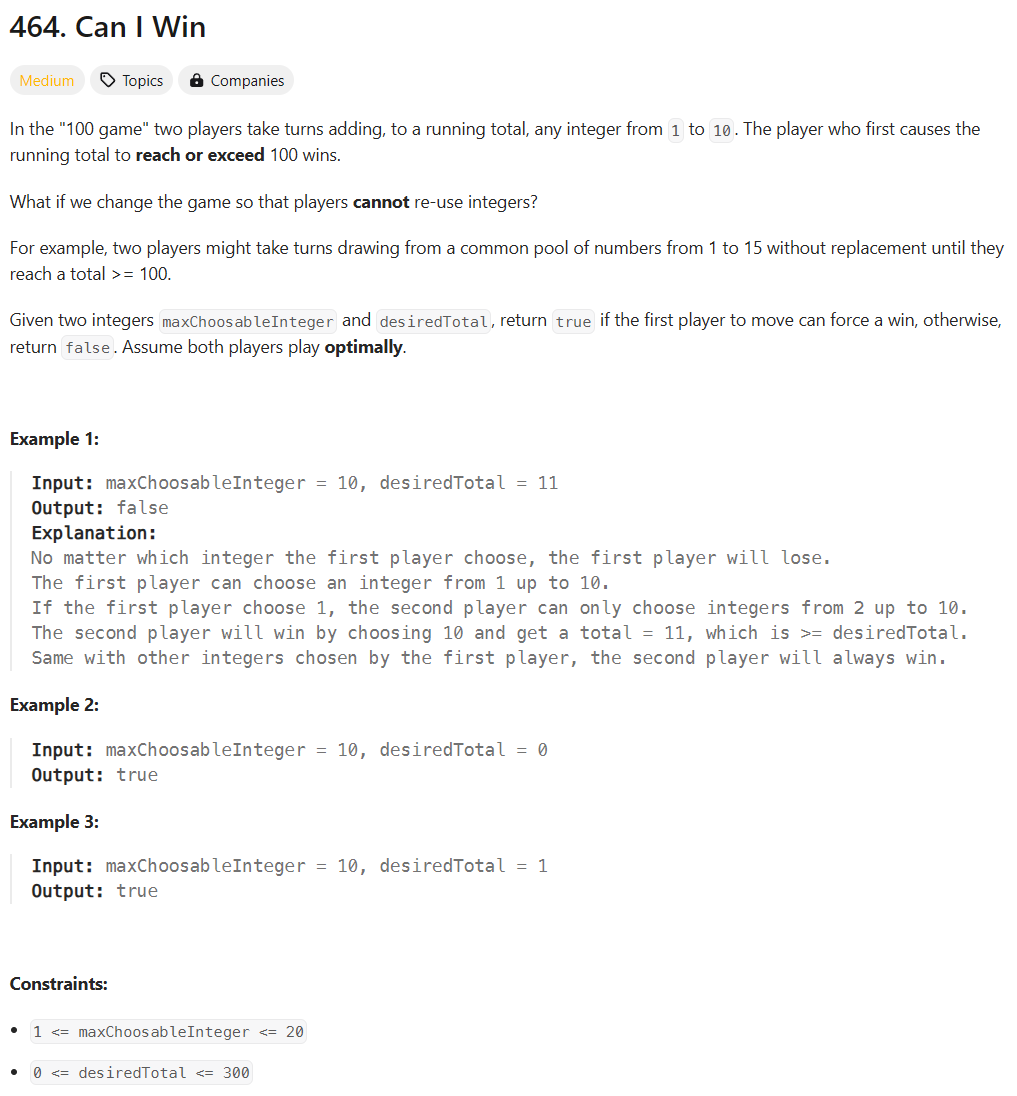 464. Can I Win
Medium Topics Companies
In the "100 game" two players take turns adding, to a running total, any integer from 1 to 10. The player who first causes the
running total to reach or exceed 100 wins.
What if we change the game so that players cannot re-use integers?
For example, two players might take turns drawing from a common pool of numbers from 1 to 15 without replacement until they
reach a total >= 100.
Given two integers maxChoosableInteger and desiredTotal, return true if the first player to move can force a win, otherwise,
return false. Assume both players play optimally.
Example 1:
Input: maxChoosableInteger = 10, desiredTotal = 11
Output: false
Explanation:
No matter which integer the first player choose, the first player will lose.
The first player can choose an integer from 1 up to 10.
If the first player choose 1, the second player can only choose integers from 2 up to 10.
The second player will win by choosing 10 and get a total = 11, which is >= desiredTotal.
Same with other integers chosen by the first player, the second player will always win.
Example 2:
Input: maxChoosableInteger = 10, desiredTotal = 0
Output: true
Example 3:
Input: maxChoosableInteger = 10, desiredTotal = 1
Output: true
Constraints:
• 1 <= maxChoosableInteger <= 20
• 0 <= desiredTotal <= 300